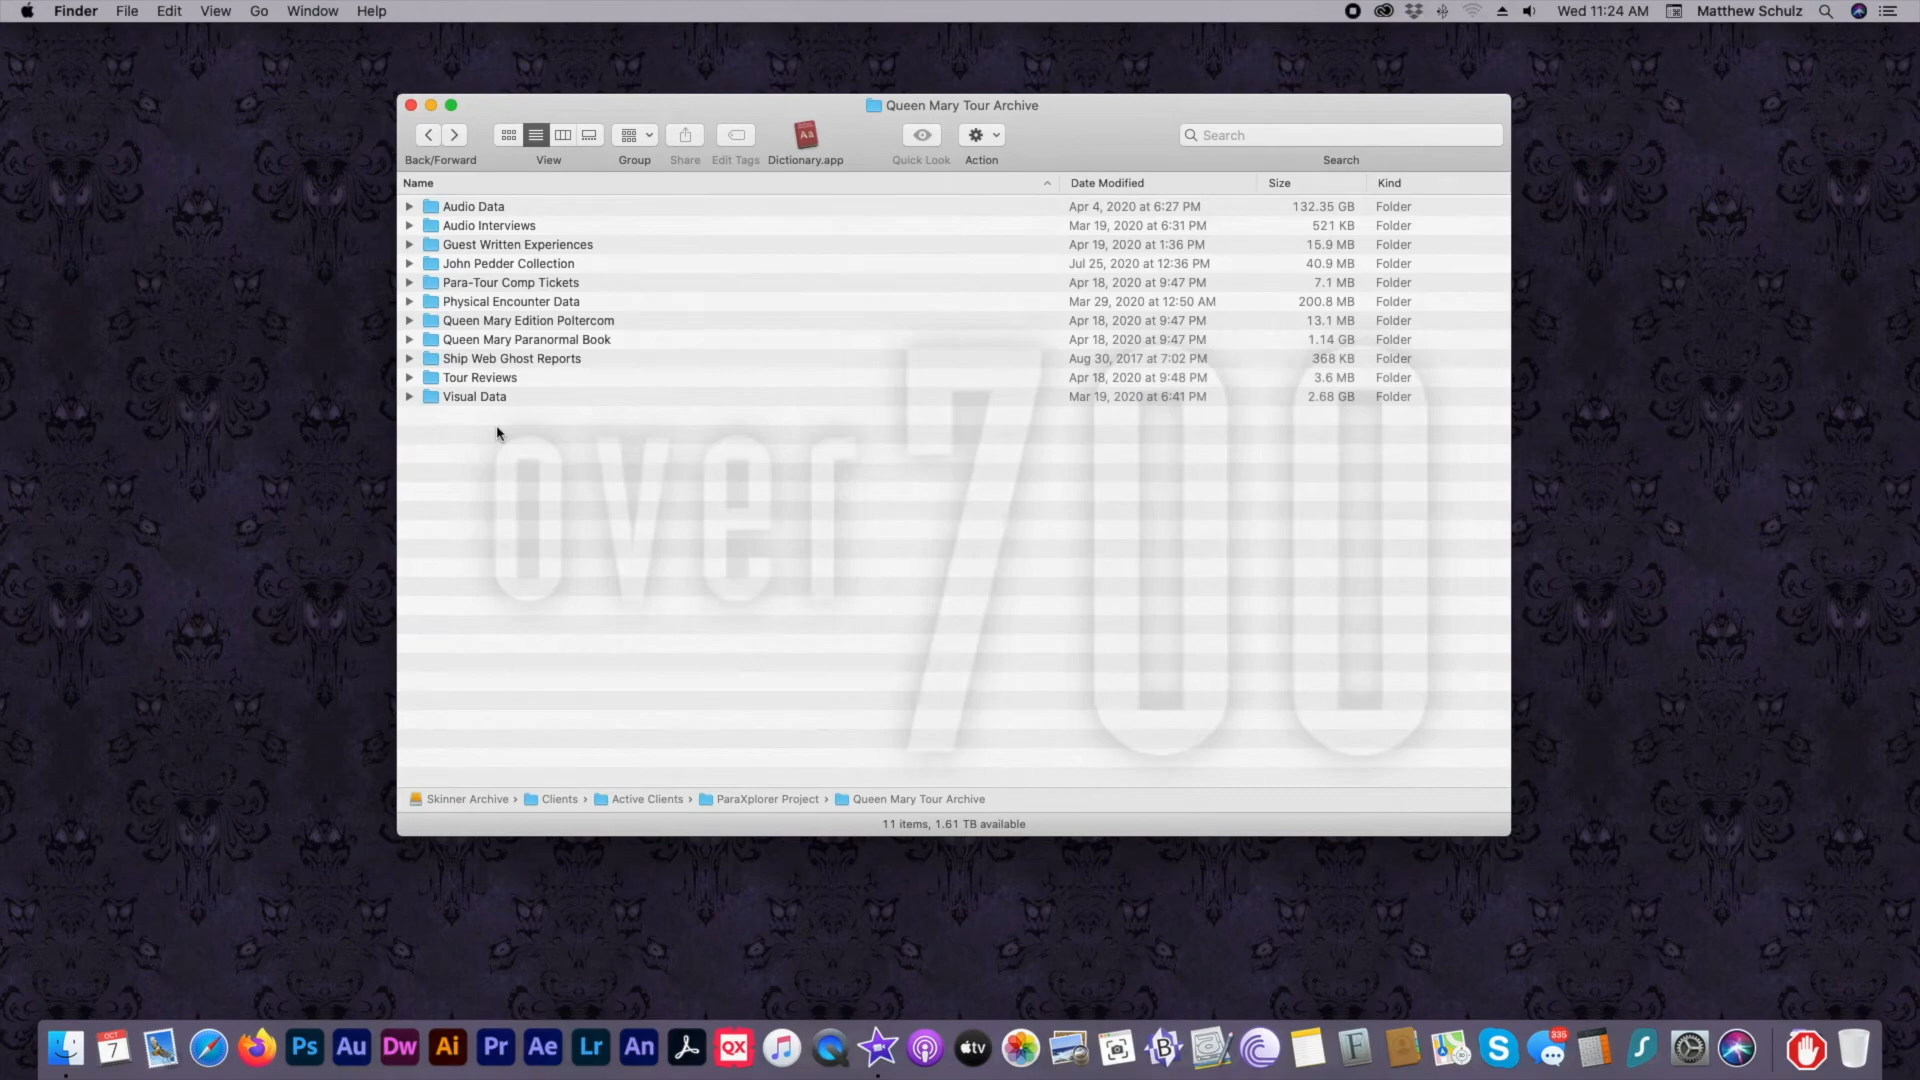 Finder File Edit View Go Window Help Wed 11:24 AM Matthew Schulz
Queen Mary Tour Archive
Aa Search
Back/Forward View Group Share Edit Tags Dictionary.app Quick Look Action Search
Name Date Modified Size Kind
Audio Data Apr 4, 2020 at 6:27 PM 132.35 GB Folder
Audio Interviews Mar 19, 2020 at 6:31 PM 521 KB Folder
Guest Written Experiences Apr 19, 2020 at 1:36 PM 15.9 MB Folder
John Pedder Collection Jul 25, 2020 at 12:36 PM 40.9 MB Folder
Para-Tour Comp Tickets Apr 18, 2020 at 9:47 PM 7.1 MB Folder
Physical Encounter Data Mar 29, 2020 at 12:50 AM 200.8 MB Folder
Queen Mary Edition Poltercom Apr 18, 2020 at 9:47 PM 13.1 MB Folder
Queen Mary Paranormal Book Apr 18, 2020 at 9:47 PM 1.14 GB Folder
Ship Web Ghost Reports Aug 30, 2017 at 7:02 PM 368 KB Folder
Tour Reviews Apr 18, 2020 at 9:48 PM 3.6 MB Folder
Visual Data Mar 19, 2020 at 6:41 PM 2.68 GB Folder
over 700
Skinner Archive › Clients › Active Clients › ParaXplorer Project › Queen Mary Tour Archive
11 items, 1.61 TB available
OCT 7 Ps Au Dw Ai Pr Ae Lr An QX tv B F S 335